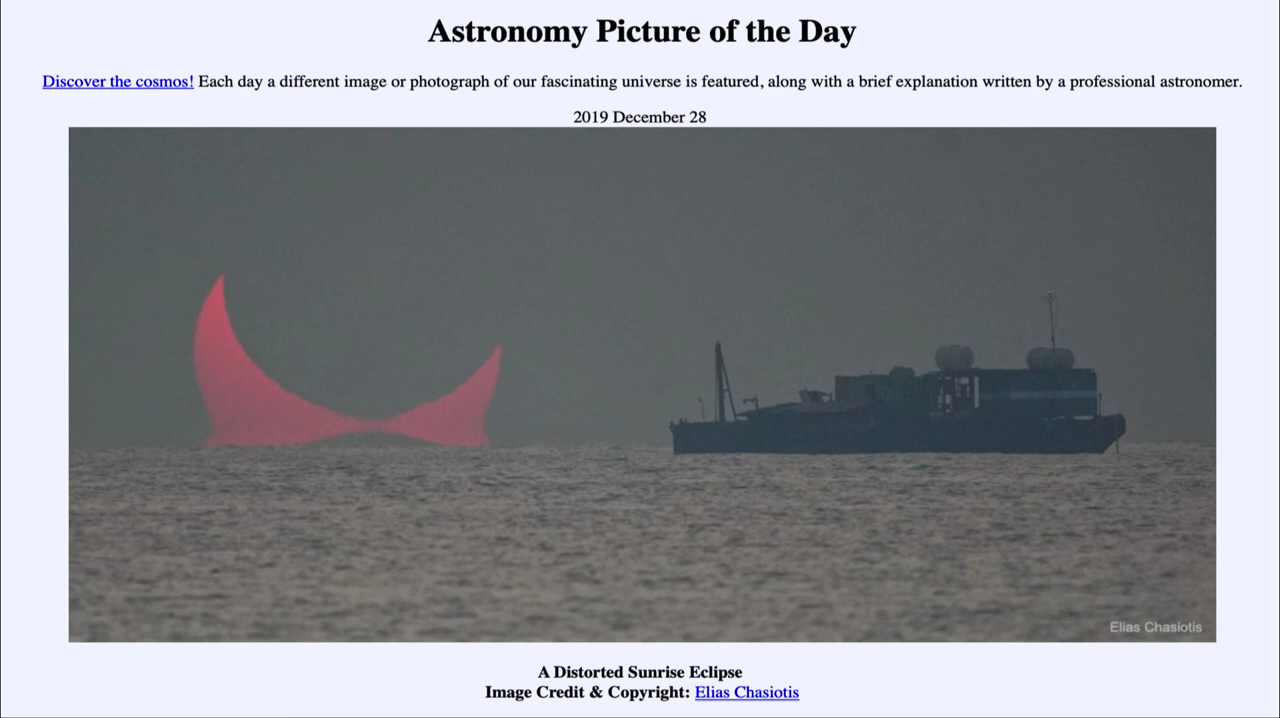 Astronomy Picture of the Day
Discover the cosmos! Each day a different image or photograph of our fascinating universe is featured, along with a brief explanation written by a professional astronomer.
2019 December 28
Elias Chasiotis
A Distorted Sunrise Eclipse
Image Credit & Copyright: Elias Chasiotis